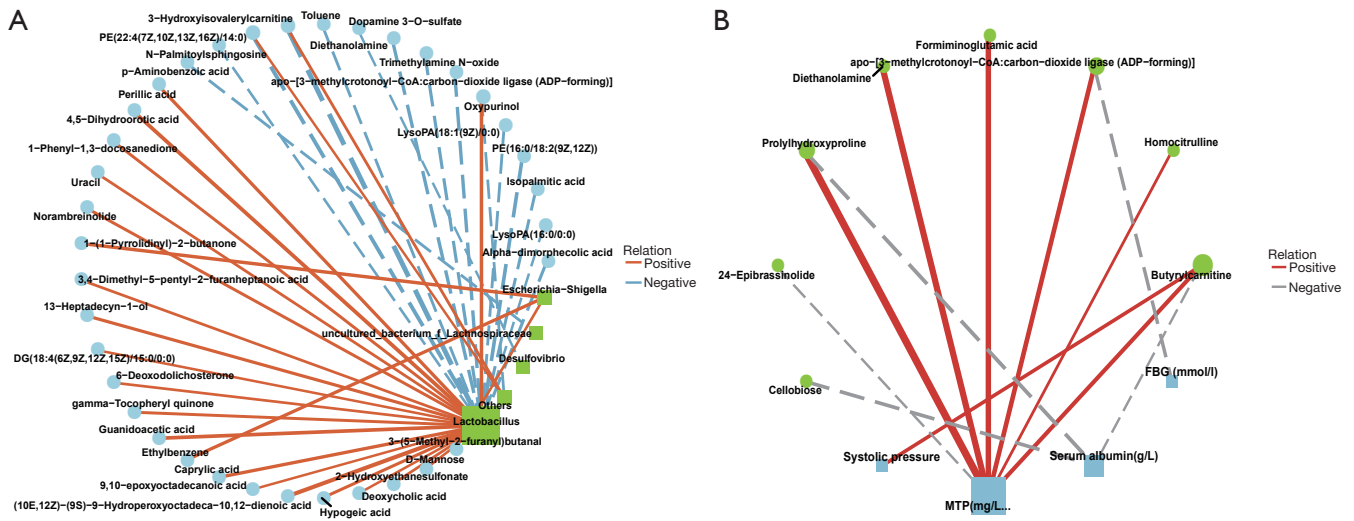 A
3−Hydroxyisovalerylcarnitine
Toluene
Dopamine 3−O−sulfate
PE(22:4(7Z,10Z,13Z,16Z)/14:0)
Diethanolamine
N−Palmitoylsphingosine
Trimethylamine N−oxide
p−Aminobenzoic acid
apo−[3−methylcrotonoyl−CoA:carbon−dioxide ligase (ADP−forming)]
Perillic acid
Oxypurinol
4,5−Dihydroorotic acid
LysoPA(18:1(9Z)/0:0)
1−Phenyl−1,3−docosanedione
PE(16:0/18:2(9Z,12Z))
Uracil
Isopalmitic acid
Norambreinolide
LysoPA(16:0/0:0)
1−(1−Pyrrolidinyl)−2−butanone
Alpha−dimorphecolic acid
3,4−Dimethyl−5−pentyl−2−furanheptanoic acid
Escherichia−Shigella
13−Heptadecyn−1−ol
uncultured_bacterium_f_Lachnospiraceae
DG(18:4(6Z,9Z,12Z,15Z)/15:0/0:0)
Desulfovibrio
6−Deoxodolichosterone
gamma−Tocopheryl quinone
Others
Lactobacillus
Guanidoacetic acid
3−(5−Methyl−2−furanyl)butanal
Ethylbenzene
D−Mannose
Caprylic acid
2−Hydroxyethanesulfonate
9,10−epoxyoctadecanoic acid
Deoxycholic acid
(10E,12Z)−(9S)−9−Hydroperoxyoctadeca−10,12−dienoic acid
Hypogeic acid
Relation
Positive
Negative
B
Formiminoglutamic acid
apo−[3−methylcrotonoyl−CoA:carbon−dioxide ligase (ADP−forming)]
Diethanolamine
Prolylhydroxyproline
Homocitrulline
24−Epibrassinolide
Butyrylcarnitine
Cellobiose
FBG (mmol/l)
Systolic pressure
Serum albumin(g/L)
MTP(mg/L...
Relation
Positive
Negative